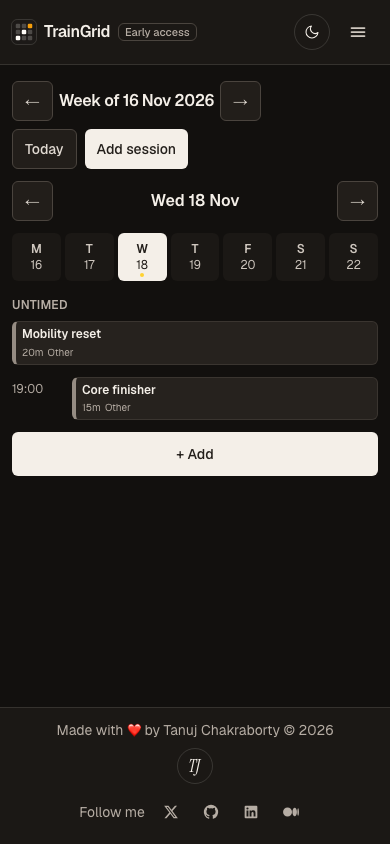 TrainGrid Early access
← Week of 16 Nov 2026 →
Today Add session
← Wed 18 Nov →
M T W T F S S
16 17 18 19 20 21 22
UNTIMED
Mobility reset
20m Other
19:00 Core finisher
15m Other
+ Add
Made with ❤️ by Tanuj Chakraborty © 2026
TJ
Follow me